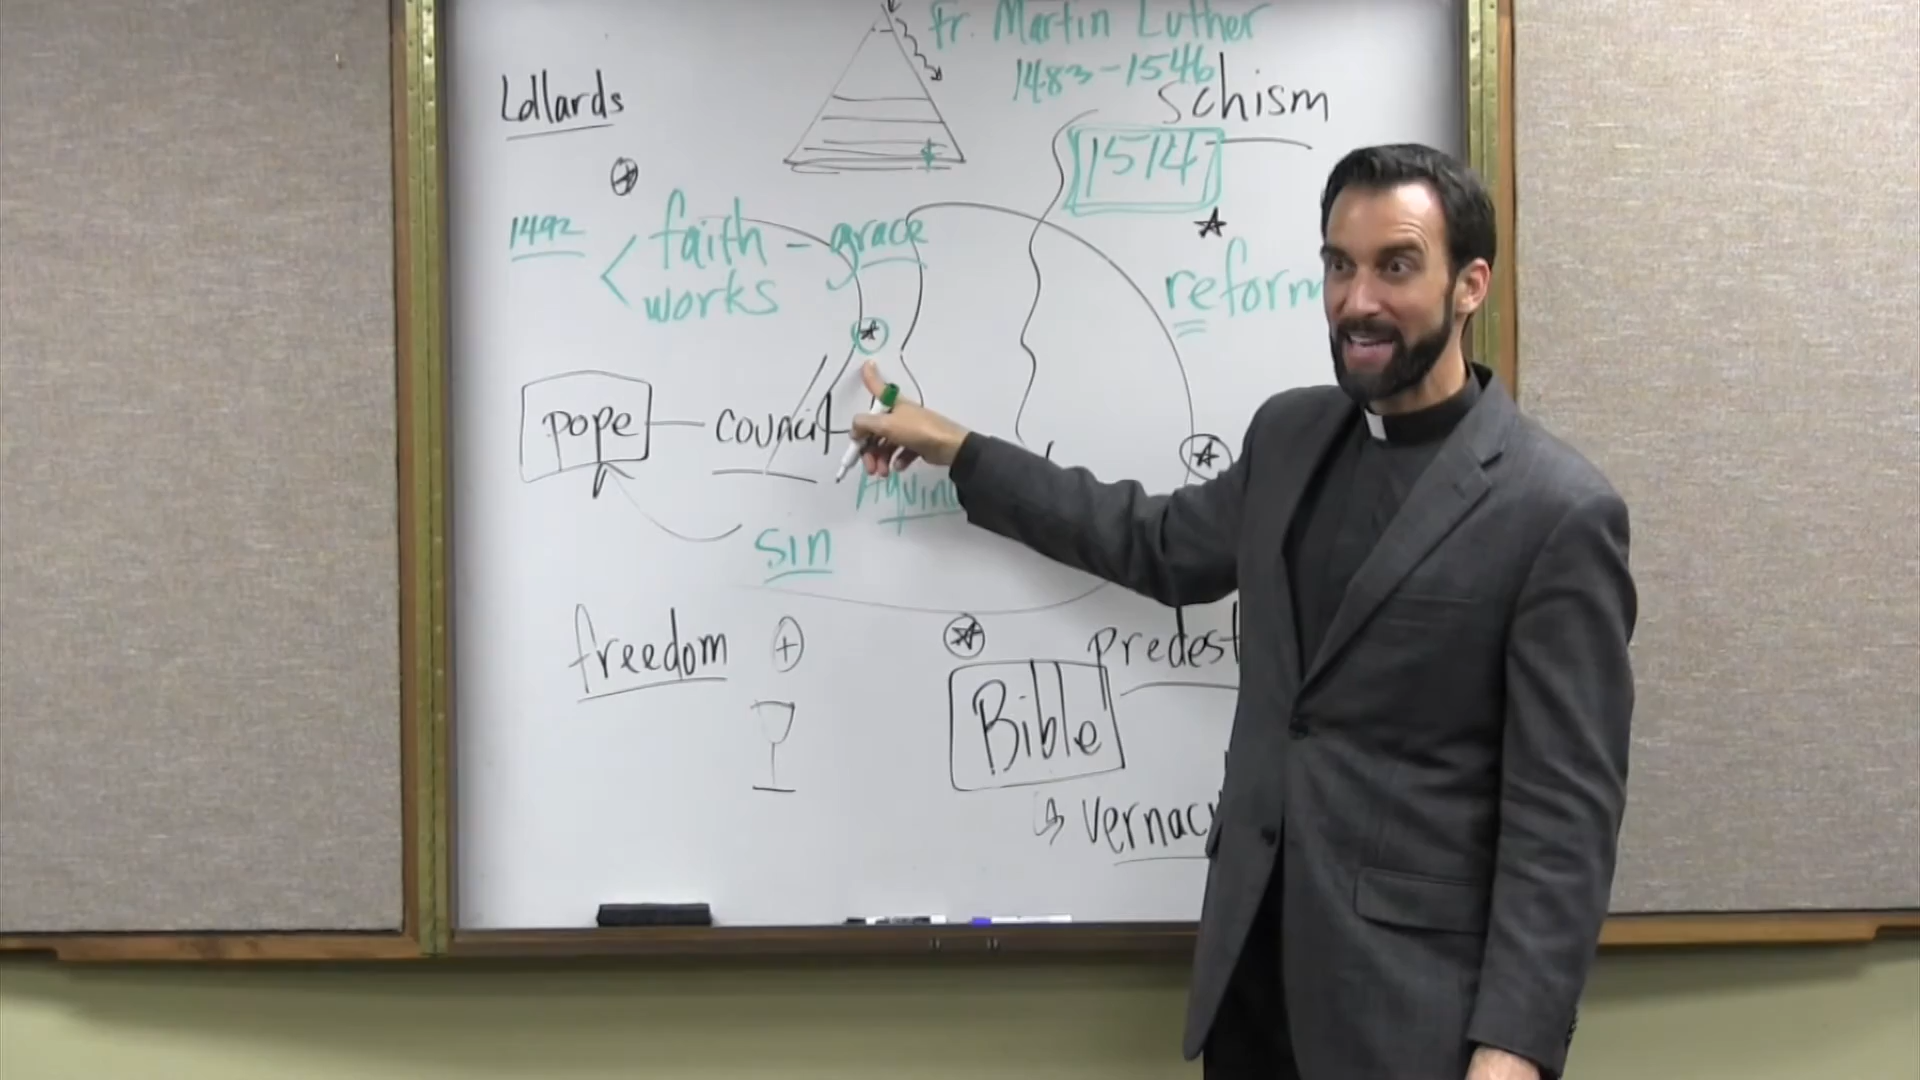 Fr. Martin Luther
1483-1546
Lollards
schism
1514
1492
faith - grace
works
reform
pope
council
Aquin
sin
freedom
predest
Bible
vernac